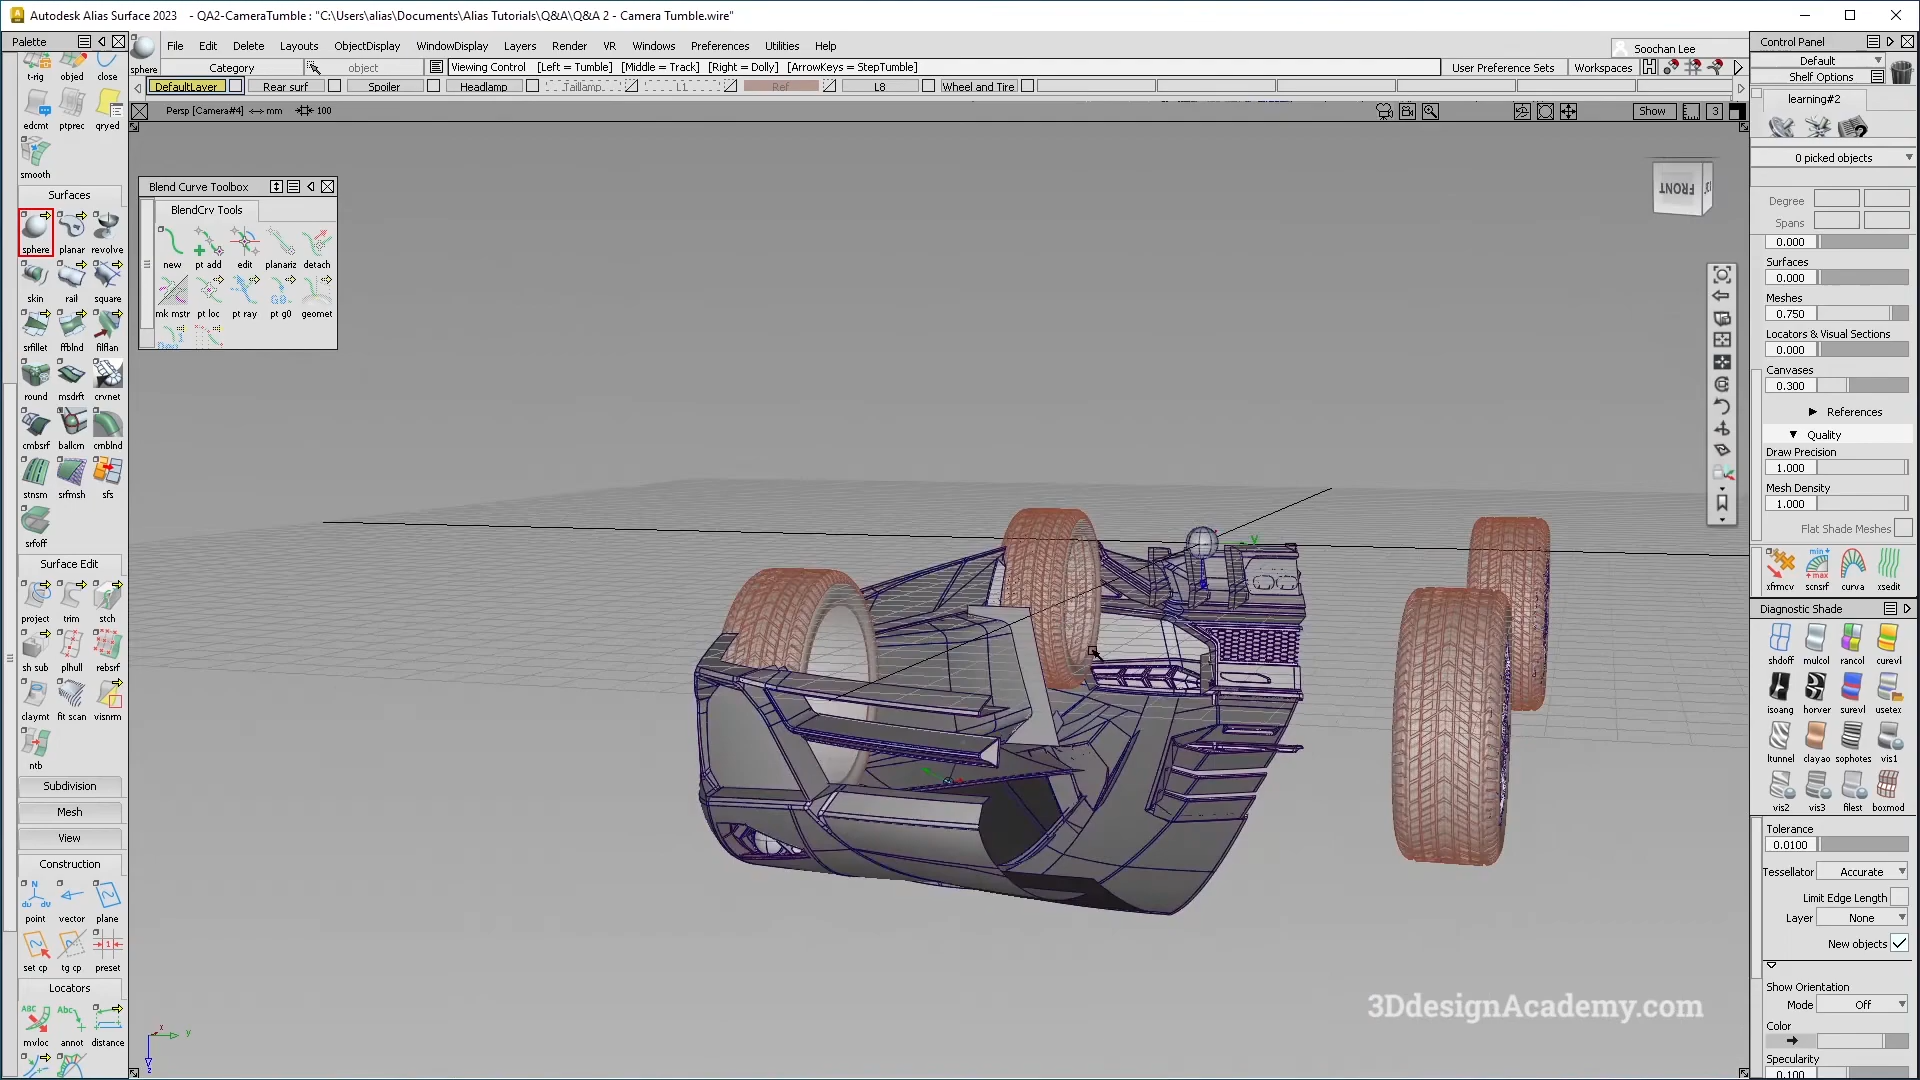 Autodesk Alias Surface 2023 - QA2-CameraTumble : "C:\Users\alias\Documents\Alias Tutorials\Q&A\Q&A 2 - Camera Tumble.wire"
Palette
File Edit Delete Layouts ObjectDisplay WindowDisplay Layers Render VR Windows Preferences Utilities Help
Soochan Lee
Control Panel
sphere
Category
object
Viewing Control [Left = Tumble] [Middle = Track] [Right = Dolly] [ArrowKeys = StepTumble]
User Preference Sets
Workspaces
Default
Shelf Options
DefaultLayer
Rear surf
Spoiler
Headlamp
Taillamp
L1
Ref
L8
Wheel and Tire
Persp [Camera#4] <-> mm 100
Show
3
learning#2
0 picked objects
Degree
Spans
0.000
Surfaces
0.000
Meshes
0.750
Locators & Visual Sections
0.000
Canvases
0.300
References
Quality
Draw Precision
1.000
Mesh Density
1.000
Flat Shade Meshes
xfrmcv scnsrf curva xsedit
Diagnostic Shade
shdoff mulcol rancol curevl
isoang horver surevl usetex
ltunnel clayao sophotes vis1
vis2 vis3 filest boxmod
Tolerance
0.0100
Tessellator Accurate
Limit Edge Length
Layer None
New objects
Show Orientation
Mode Off
Color
Specularity
0.100
t-rig objed close
edcmt ptprec qryed
smooth
Surfaces
sphere planar revolve
skin rail square
srfillet ffblnd filflan
round msdrft crvnet
cmbsrf ballcrn crnblnd
stnsm srfmsh sfs
srfoff
Surface Edit
project trim stch
sh sub plhull rebsrf
claymt fit scan visnrm
ntb
Subdivision
Mesh
View
Construction
point vector plane
set cp tg cp preset
Locators
mvloc annot distance
Blend Curve Toolbox
BlendCrv Tools
new pt add edit planariz detach
mk mstr pt loc pt ray pt g0 geomet
FRONT
y
x
y
z
3DdesignAcademy.com